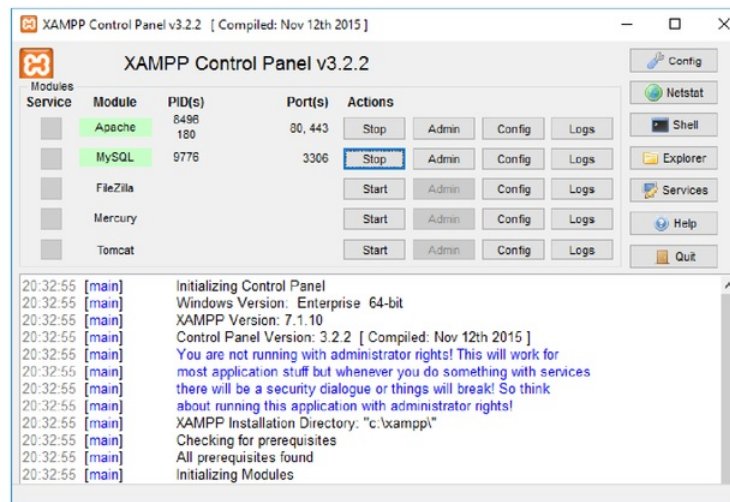 XAMPP Control Panel v3.2.2 [ Compiled: Nov 12th 2015 ]
XAMPP Control Panel v3.2.2
Config
Modules
Service Module PID(s) Port(s) Actions
Netstat
Apache 8496 180 80, 443 Stop Admin Config Logs
Shell
MySQL 9776 3306 Stop Admin Config Logs
Explorer
FileZilla Start Admin Config Logs
Services
Mercury Start Admin Config Logs
Help
Tomcat Start Admin Config Logs
Quit
20:32:55 [main] Initializing Control Panel
20:32:55 [main] Windows Version: Enterprise 64-bit
20:32:55 [main] XAMPP Version: 7.1.10
20:32:55 [main] Control Panel Version: 3.2.2 [ Compiled: Nov 12th 2015 ]
20:32:55 [main] You are not running with administrator rights! This will work for
20:32:55 [main] most application stuff but whenever you do something with services
20:32:55 [main] there will be a security dialogue or things will break! So think
20:32:55 [main] about running this application with administrator rights!
20:32:55 [main] XAMPP Installation Directory: "c:\xampp\"
20:32:55 [main] Checking for prerequisites
20:32:55 [main] All prerequisites found
20:32:55 [main] Initializing Modules